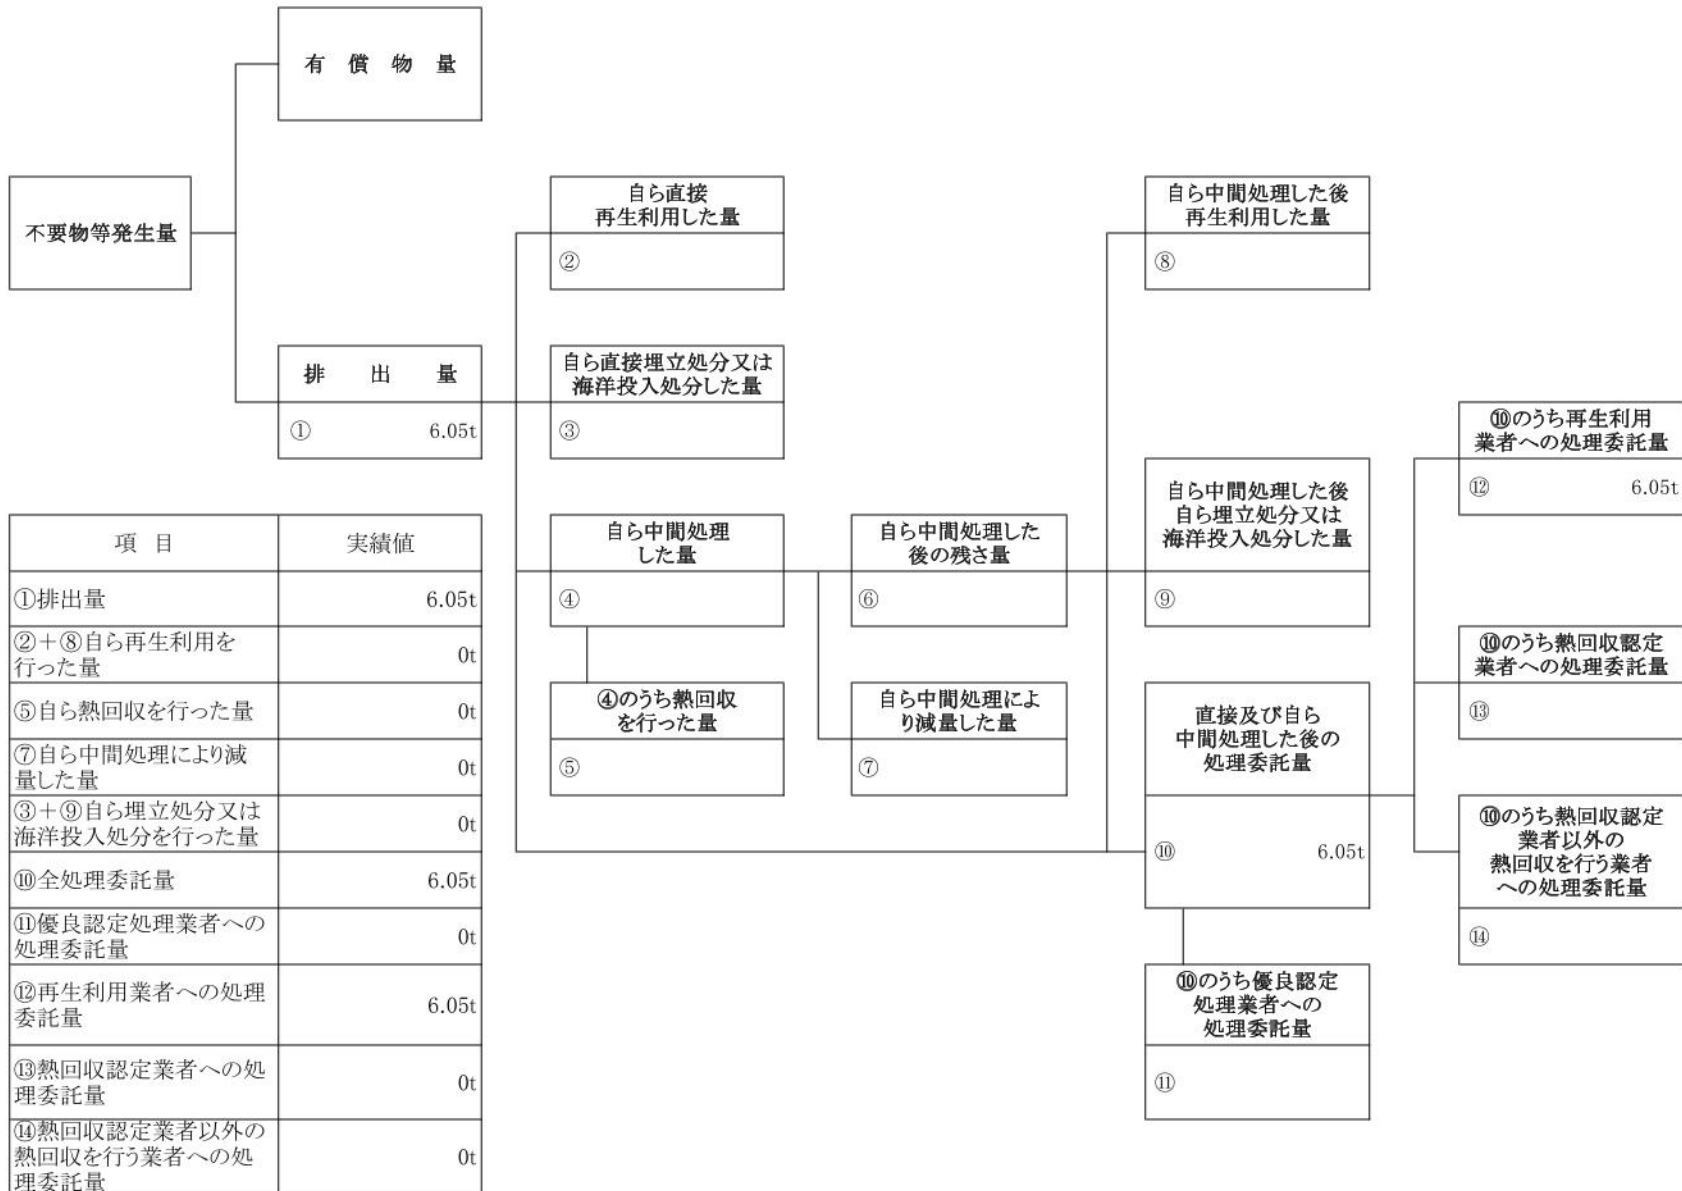 有 償 物 量
不要物等発生量
自ら直接
再生利用した量
②
自ら中間処理した後
再生利用した量
⑧
排 出 量
① 6.05t
自ら直接埋立処分又は
海洋投入処分した量
③
⑩のうち再生利用
業者への処理委託量
⑫ 6.05t
自ら中間処理
した量
④
自ら中間処理した
後の残さ量
⑥
自ら中間処理した後
自ら埋立処分又は
海洋投入処分した量
⑨
④のうち熱回収
を行った量
⑤
自ら中間処理によ
り減量した量
⑦
直接及び自ら
中間処理した後の
処理委託量
⑩ 6.05t
⑩のうち熱回収認定
業者への処理委託量
⑬
⑩のうち熱回収認定
業者以外の
熱回収を行う業者
への処理委託量
⑭
⑩のうち優良認定
処理業者への
処理委託量
⑪
項 目 実績値
①排出量 6.05t
②+⑧自ら再生利用を
行った量 0t
⑤自ら熱回収を行った量 0t
⑦自ら中間処理により減
量した量 0t
③+⑨自ら埋立処分又は
海洋投入処分を行った量 0t
⑩全処理委託量 6.05t
⑪優良認定処理業者への
処理委託量 0t
⑫再生利用業者への処理
委託量 6.05t
⑬熱回収認定業者への処
理委託量 0t
⑭熱回収認定業者以外の
熱回収を行う業者への処
理委託量 0t